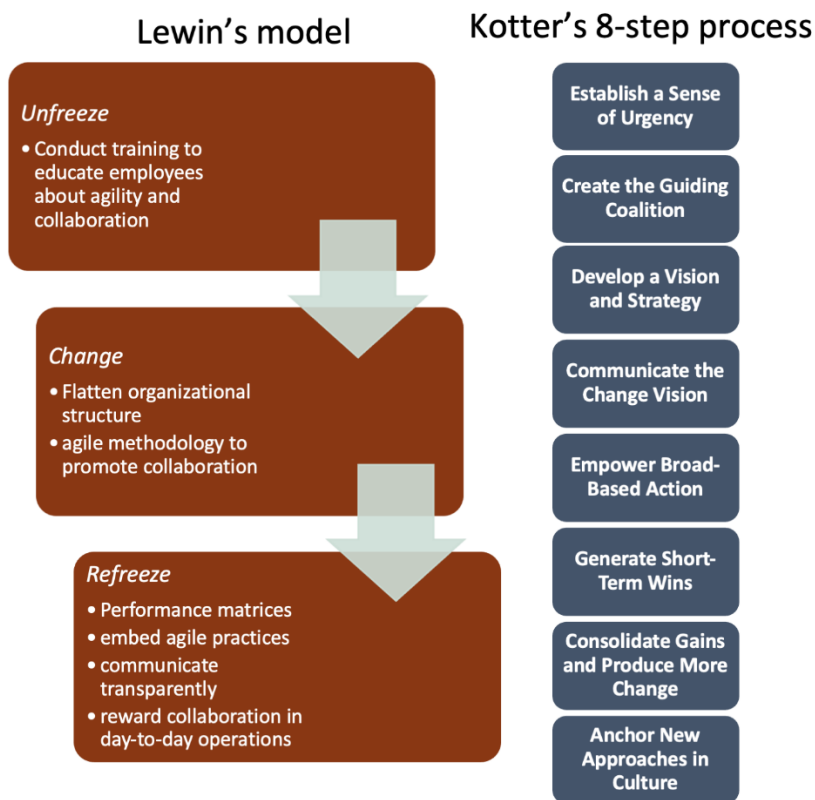 Lewin's model
Unfreeze
• Conduct training to
educate employees
about agility and
collaboration
Change
• Flatten organizational
structure
• agile methodology to
promote collaboration
Refreeze
• Performance matrices
• embed agile practices
• communicate
transparently
• reward collaboration in
day-to-day operations
Kotter's 8-step process
Establish a Sense
of Urgency
Create the Guiding
Coalition
Develop a Vision
and Strategy
Communicate the
Change Vision
Empower Broad-
Based Action
Generate Short-
Term Wins
Consolidate Gains
and Produce More
Change
Anchor New
Approaches in
Culture